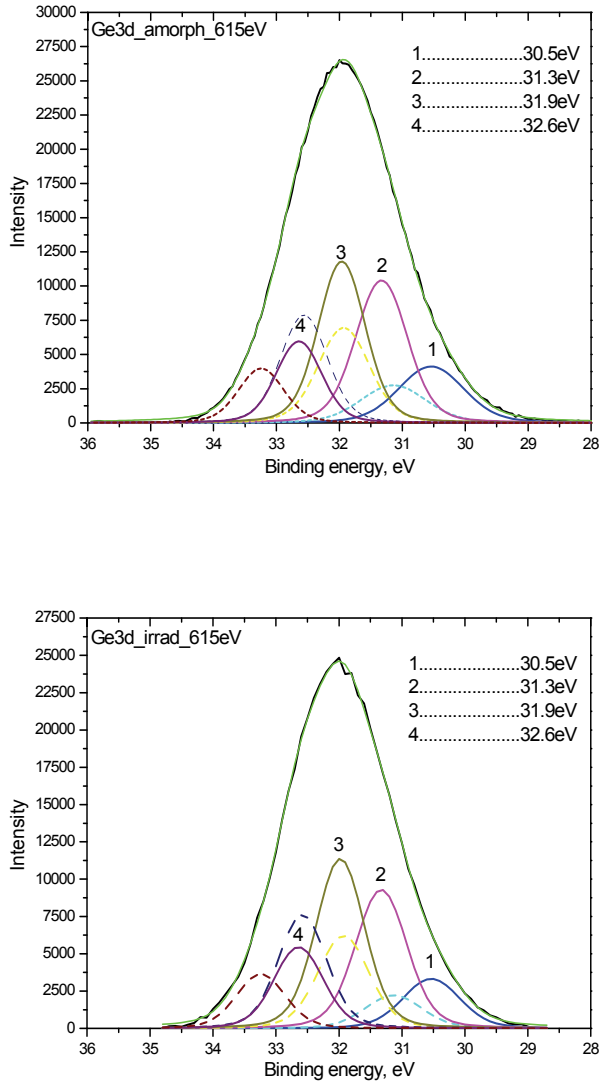 Ge3d_amorph_615eV
1.....................30.5eV
2.....................31.3eV
3.....................31.9eV
4.....................32.6eV
30000
27500
25000
22500
20000
17500
15000
12500
10000
7500
5000
2500
0
Intensity
3
2
4
1
36 35 34 33 32 31 30 29 28
Binding energy, eV
Ge3d_irrad_615eV
1.......................30.5eV
2.......................31.3eV
3.......................31.9eV
4.......................32.6eV
27500
25000
22500
20000
17500
15000
12500
10000
7500
5000
2500
0
Intensity
3
2
4
1
36 35 34 33 32 31 30 29 28
Binding energy, eV